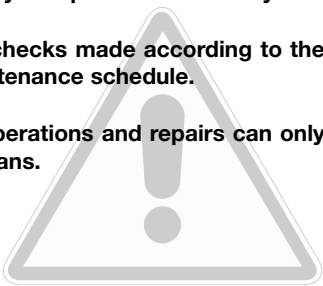 checks made according to the
tenance schedule.
perations and repairs can only
ans.